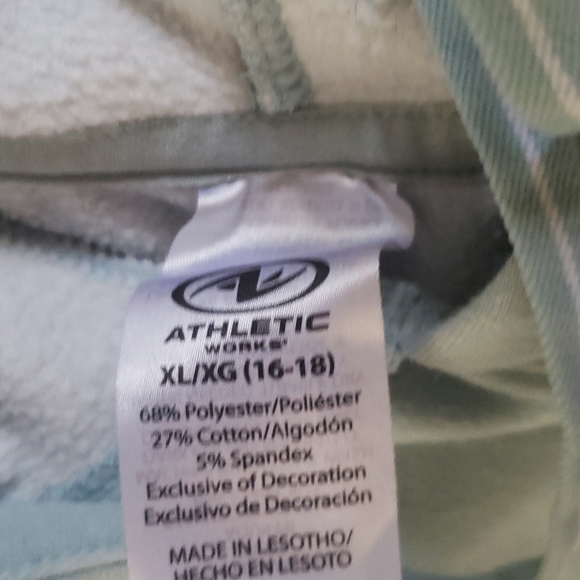 ATHLETIC
WORKS®
XL/XG (16-18)
68% Polyester/Poliéster
27% Cotton/Algodón
5% Spandex
Exclusive of Decoration
Exclusivo de Decoración
MADE IN LESOTHO/
HECHO EN LESOTO